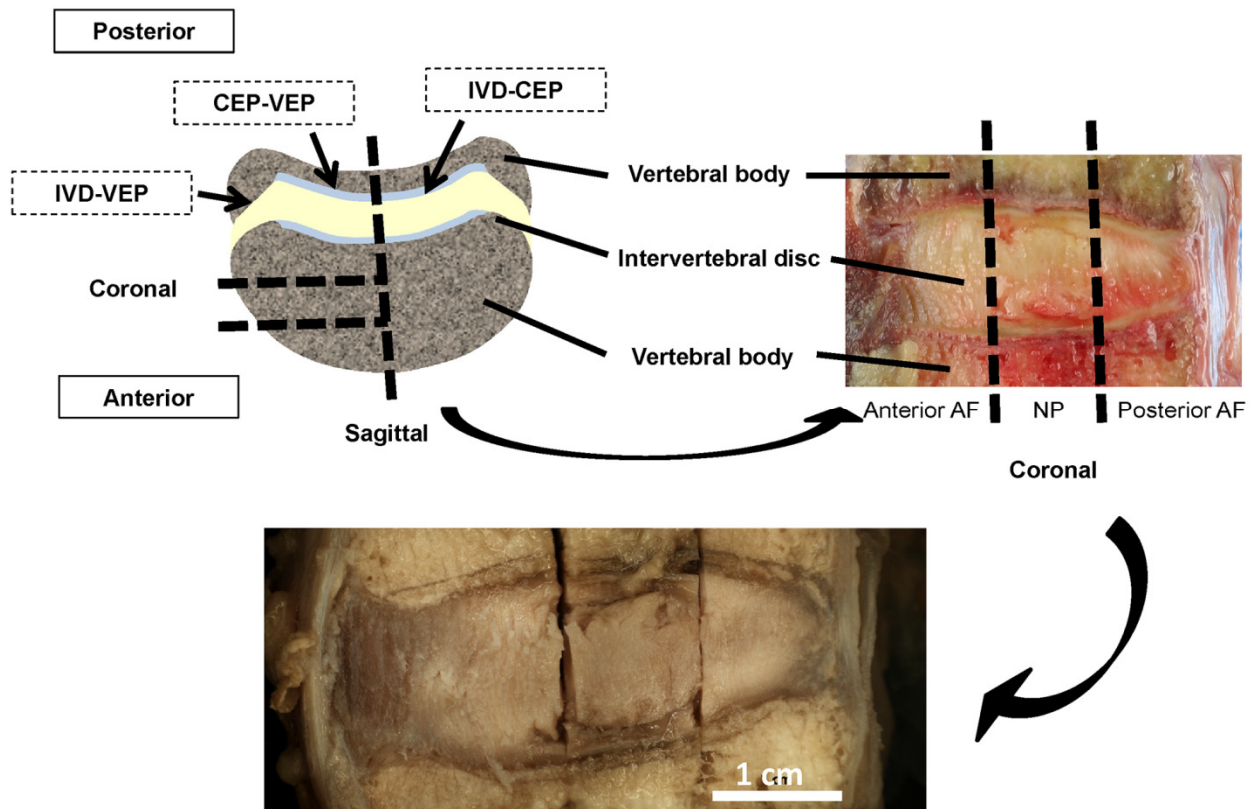 Posterior
CEP-VEP
IVD-CEP
IVD-VEP
Vertebral body
Intervertebral disc
Coronal
Vertebral body
Anterior
Sagittal
Anterior AF
NP
Posterior AF
Coronal
1 cm